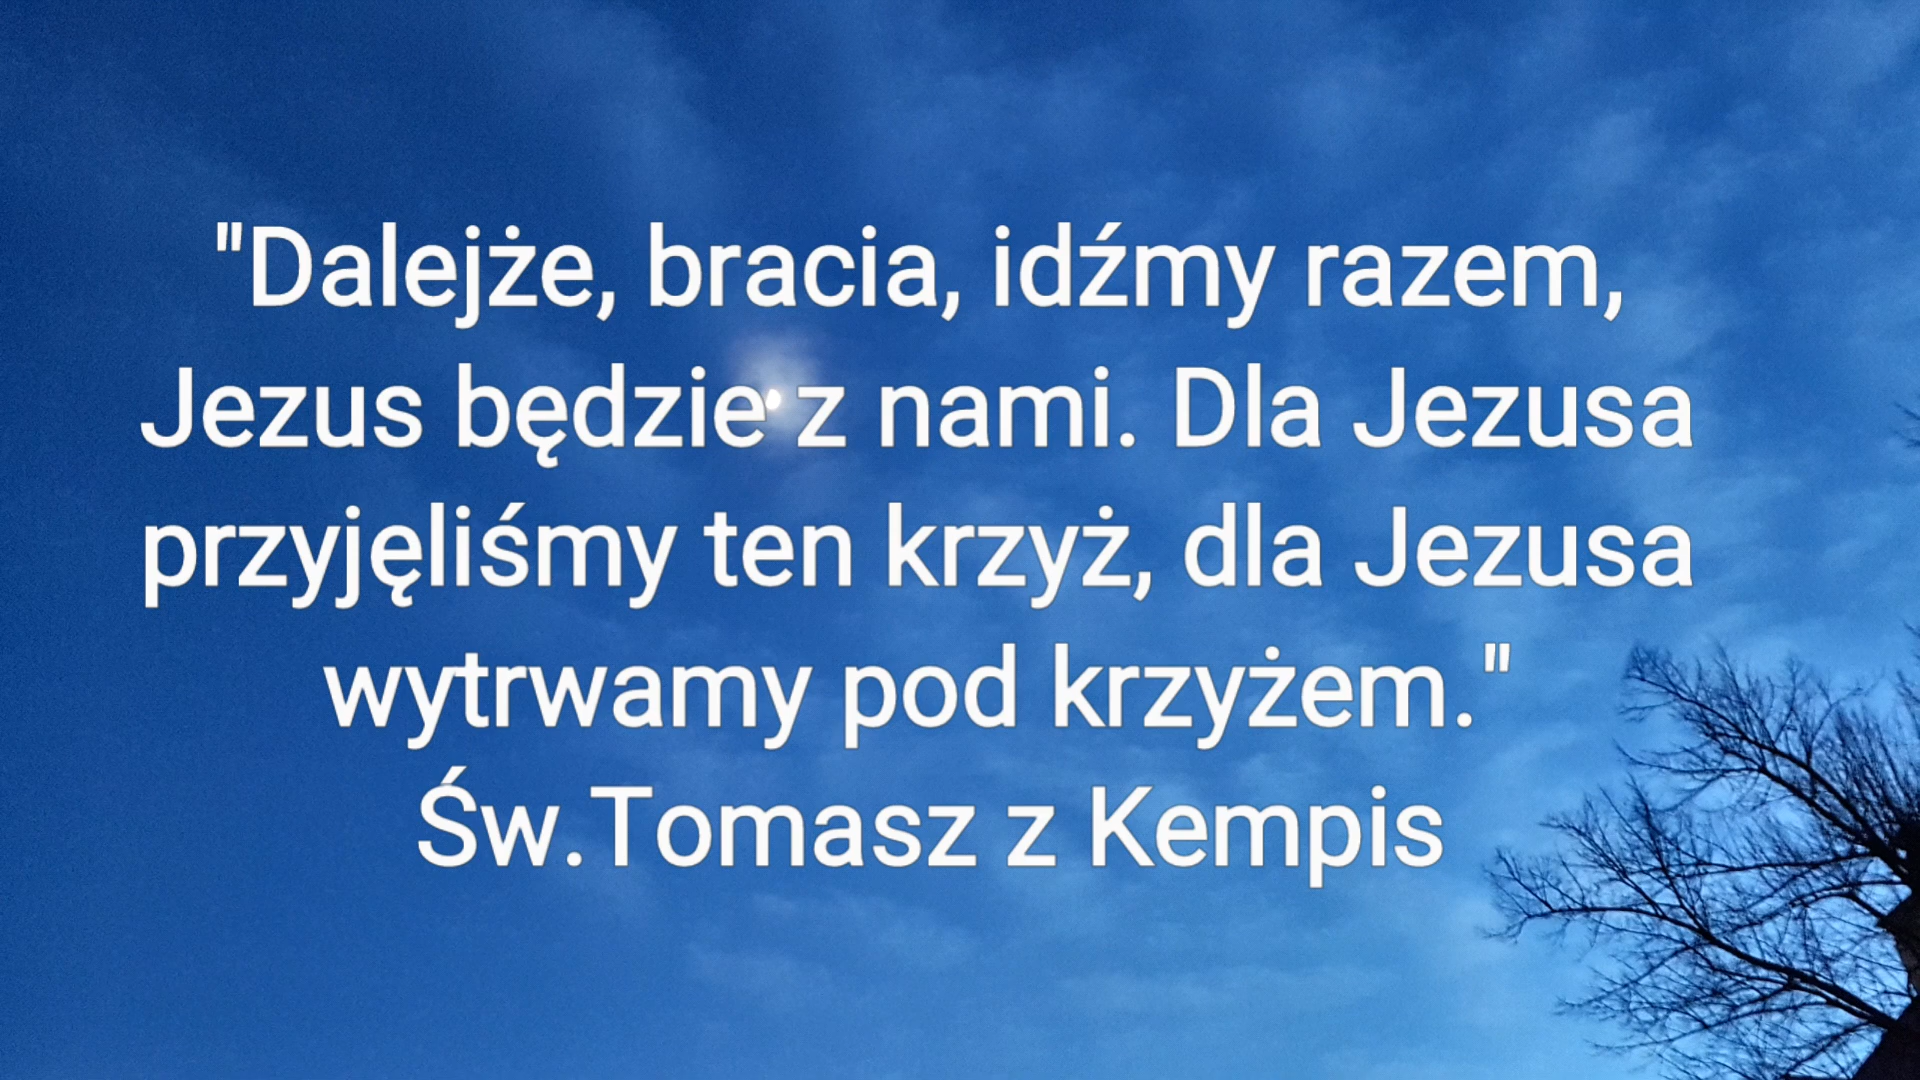 "Dalejże, bracia, idźmy razem,
Jezus będzie z nami. Dla Jezusa
przyjęliśmy ten krzyż, dla Jezusa
wytrwamy pod krzyżem."
Św.Tomasz z Kempis